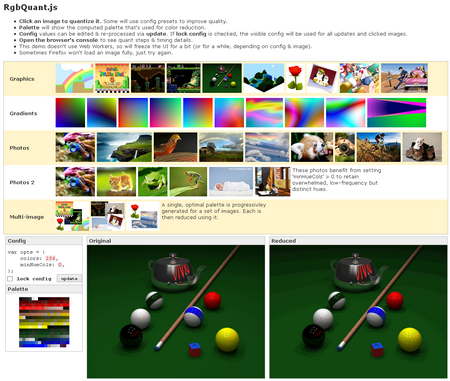 RgbQuant.js
Click an image to quantize it. Some will use config presets to improve quality.
Palette will show the computed palette that's used for color reduction.
Config values can be edited & re-processed via update. If lock config is checked, the visible config will be used for all updates and clicked images.
Open the browser's console to see quant steps & timing details.
This demo doesn't use Web Workers, so will freeze the UI for a bit (or for a while, depending on config & image).
Sometimes Firefox won't load an image fully, just try again.
Graphics
Gradients
Photos
Photos 2
These photos benefit from setting
'minHueCols' > 0 to retain
overwhelmed, low-frequency but
distinct hues.
Multi-image
A single, optimal palette is progressivley
generated for a set of images. Each is
then reduced using it.
Config
Original
Reduced
var opts = {
colors: 256,
minHueCols: 0,
};
lock config
update
Palette